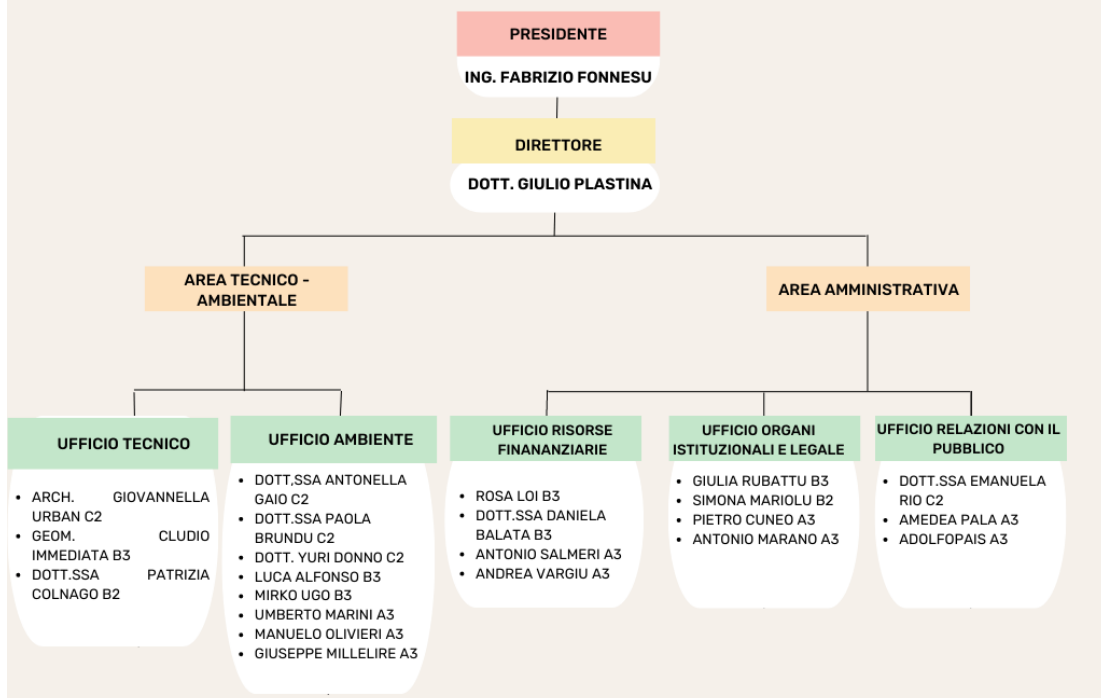 PRESIDENTE
ING. FABRIZIO FONNESU
DIRETTORE
DOTT. GIULIO PLASTINA
AREA TECNICO -
AMBIENTALE
AREA AMMINISTRATIVA
UFFICIO TECNICO
• ARCH. GIOVANNELLA
URBAN C2
• GEOM. CLUDIO
IMMEDIATA B3
• DOTT.SSA PATRIZIA
COLNAGO B2
UFFICIO AMBIENTE
• DOTT,SSA ANTONELLA
GAIO C2
• DOTT.SSA PAOLA
BRUNDU C2
• DOTT. YURI DONNO C2
• LUCA ALFONSO B3
• MIRKO UGO B3
• UMBERTO MARINI A3
• MANUELO OLIVIERI A3
• GIUSEPPE MILLELIRE A3
UFFICIO RISORSE
FINANANZIARIE
• ROSA LOI B3
• DOTT.SSA DANIELA
BALATA B3
• ANTONIO SALMERI A3
• ANDREA VARGIU A3
UFFICIO ORGANI
ISTITUZIONALI E LEGALE
• GIULIA RUBATTU B3
• SIMONA MARIOLU B2
• PIETRO CUNEO A3
• ANTONIO MARANO A3
UFFICIO RELAZIONI CON IL
PUBBLICO
• DOTT.SSA EMANUELA
RIO C2
• AMEDEA PALA A3
• ADOLFOPAIS A3